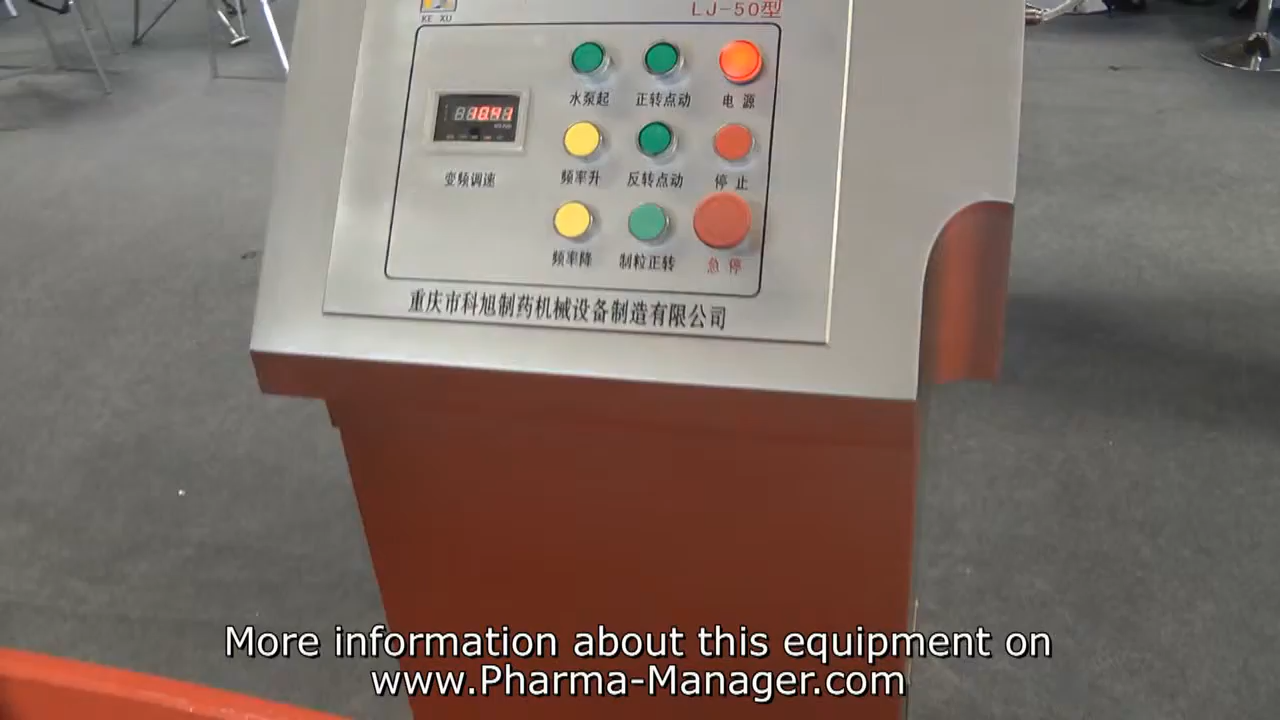 KE XU
LJ-50型
水泵起
正转点动
电源
10.41
变频调速
频率升
反转点动
停止
频率降
制粒正转
急停
重庆市科旭制药机械设备制造有限公司
More information about this equipment on
www.Pharma-Manager.com